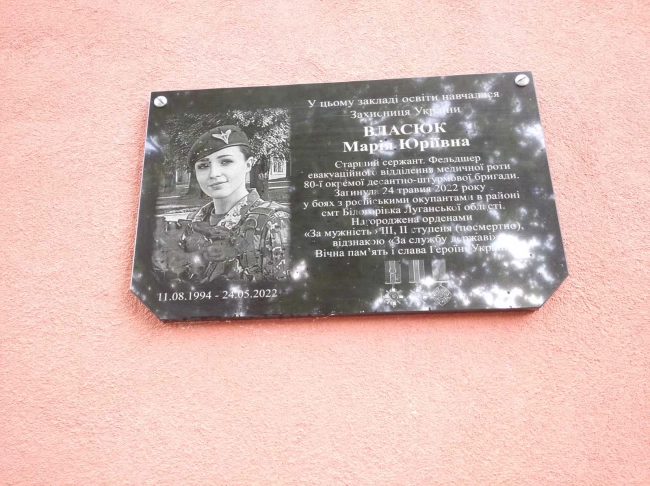 У цьому закладі освіти навчалася
Захисниця України
ВЛАСЮК
Марія Юріївна
Старший сержант. Фельдшер
евакуаційного відділення медичної роти
80-ї окремої десантно-штурмової бригади.
Загинула 24 травня 2022 року
у боях з російськими окупантами в районі
смт Білогорівка Луганської області.
Нагороджена орденами
«За мужність» ІІІ, ІІ ступеня (посмертно),
відзнакою «За службу державі».
Вічна пам'ять і слава Героїні України!
11.08.1994 - 24.05.2022